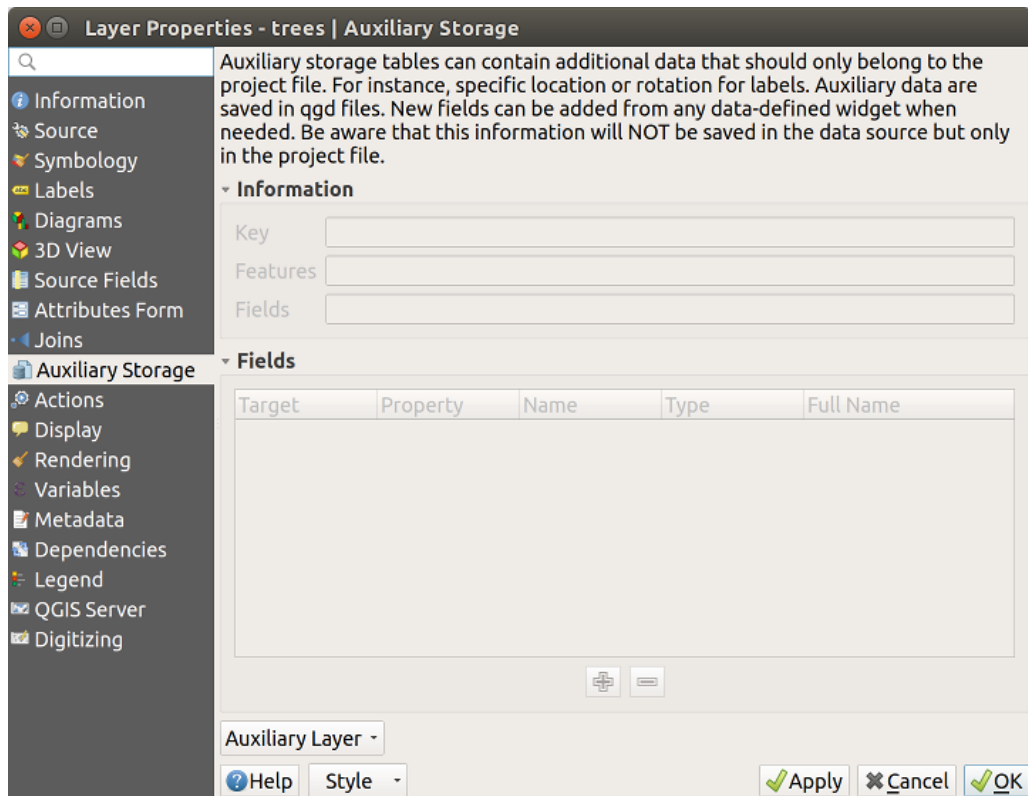 Layer Properties - trees | Auxiliary Storage
Information
Source
Symbology
Labels
Diagrams
3D View
Source Fields
Attributes Form
Joins
Auxiliary Storage
Actions
Display
Rendering
Variables
Metadata
Dependencies
Legend
QGIS Server
Digitizing
Auxiliary storage tables can contain additional data that should only belong to the
project file. For instance, specific location or rotation for labels. Auxiliary data are
saved in qgd files. New fields can be added from any data-defined widget when
needed. Be aware that this information will NOT be saved in the data source but only
in the project file.
Information
Key
Features
Fields
Fields
Target Property Name Type Full Name
Auxiliary Layer
Help Style Apply Cancel OK